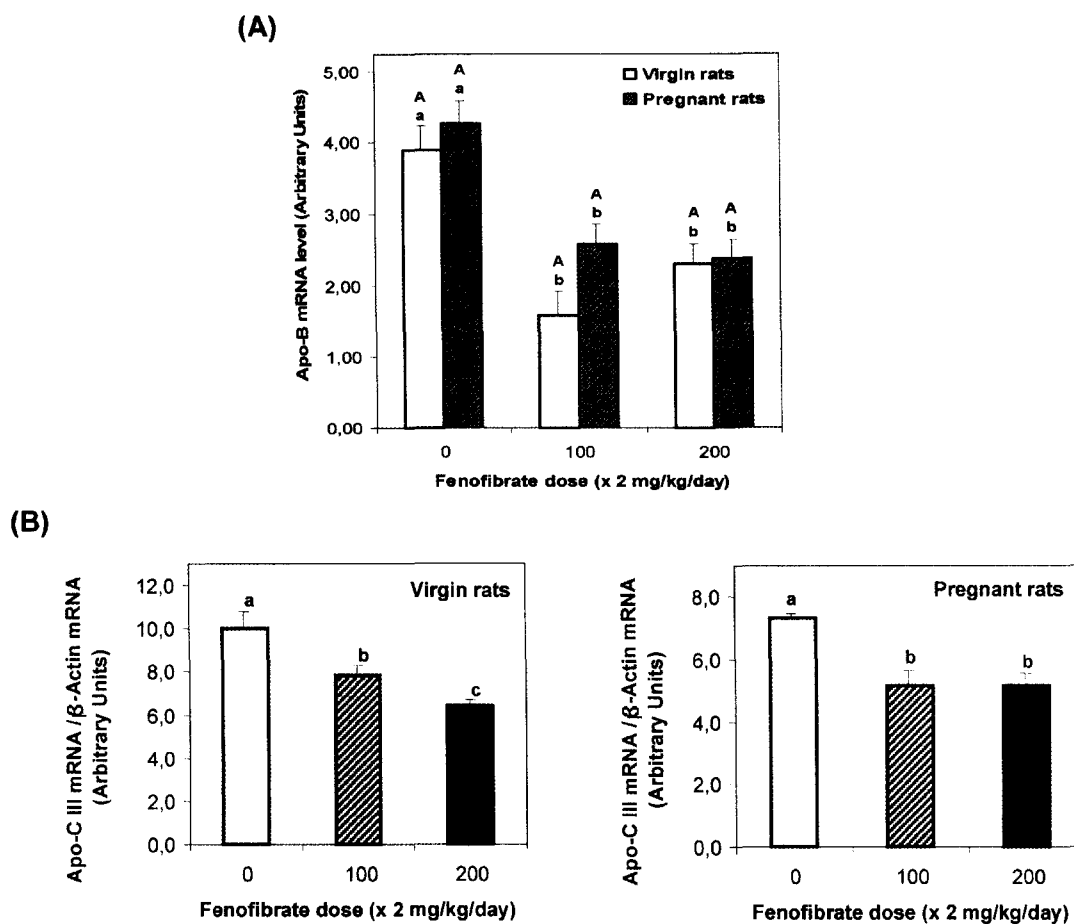 (A)
Apo-B mRNA level (Arbitrary Units)
5,00
4,00
3,00
2,00
1,00
0,00
Virgin rats
Pregnant rats
A
a
A
a
A
b
A
b
A
b
A
b
0
100
200
Fenofibrate dose (x 2 mg/kg/day)
(B)
Apo-C III mRNA /β-Actin mRNA
(Arbitrary Units)
12,0
10,0
8,0
6,0
4,0
2,0
0,0
Virgin rats
a
b
c
0
100
200
Fenofibrate dose (x 2 mg/kg/day)
Apo-C III mRNA /β-Actin mRNA
(Arbitrary Units)
8,0
6,0
4,0
2,0
0,0
Pregnant rats
a
b
b
0
100
200
Fenofibrate dose (x 2 mg/kg/day)